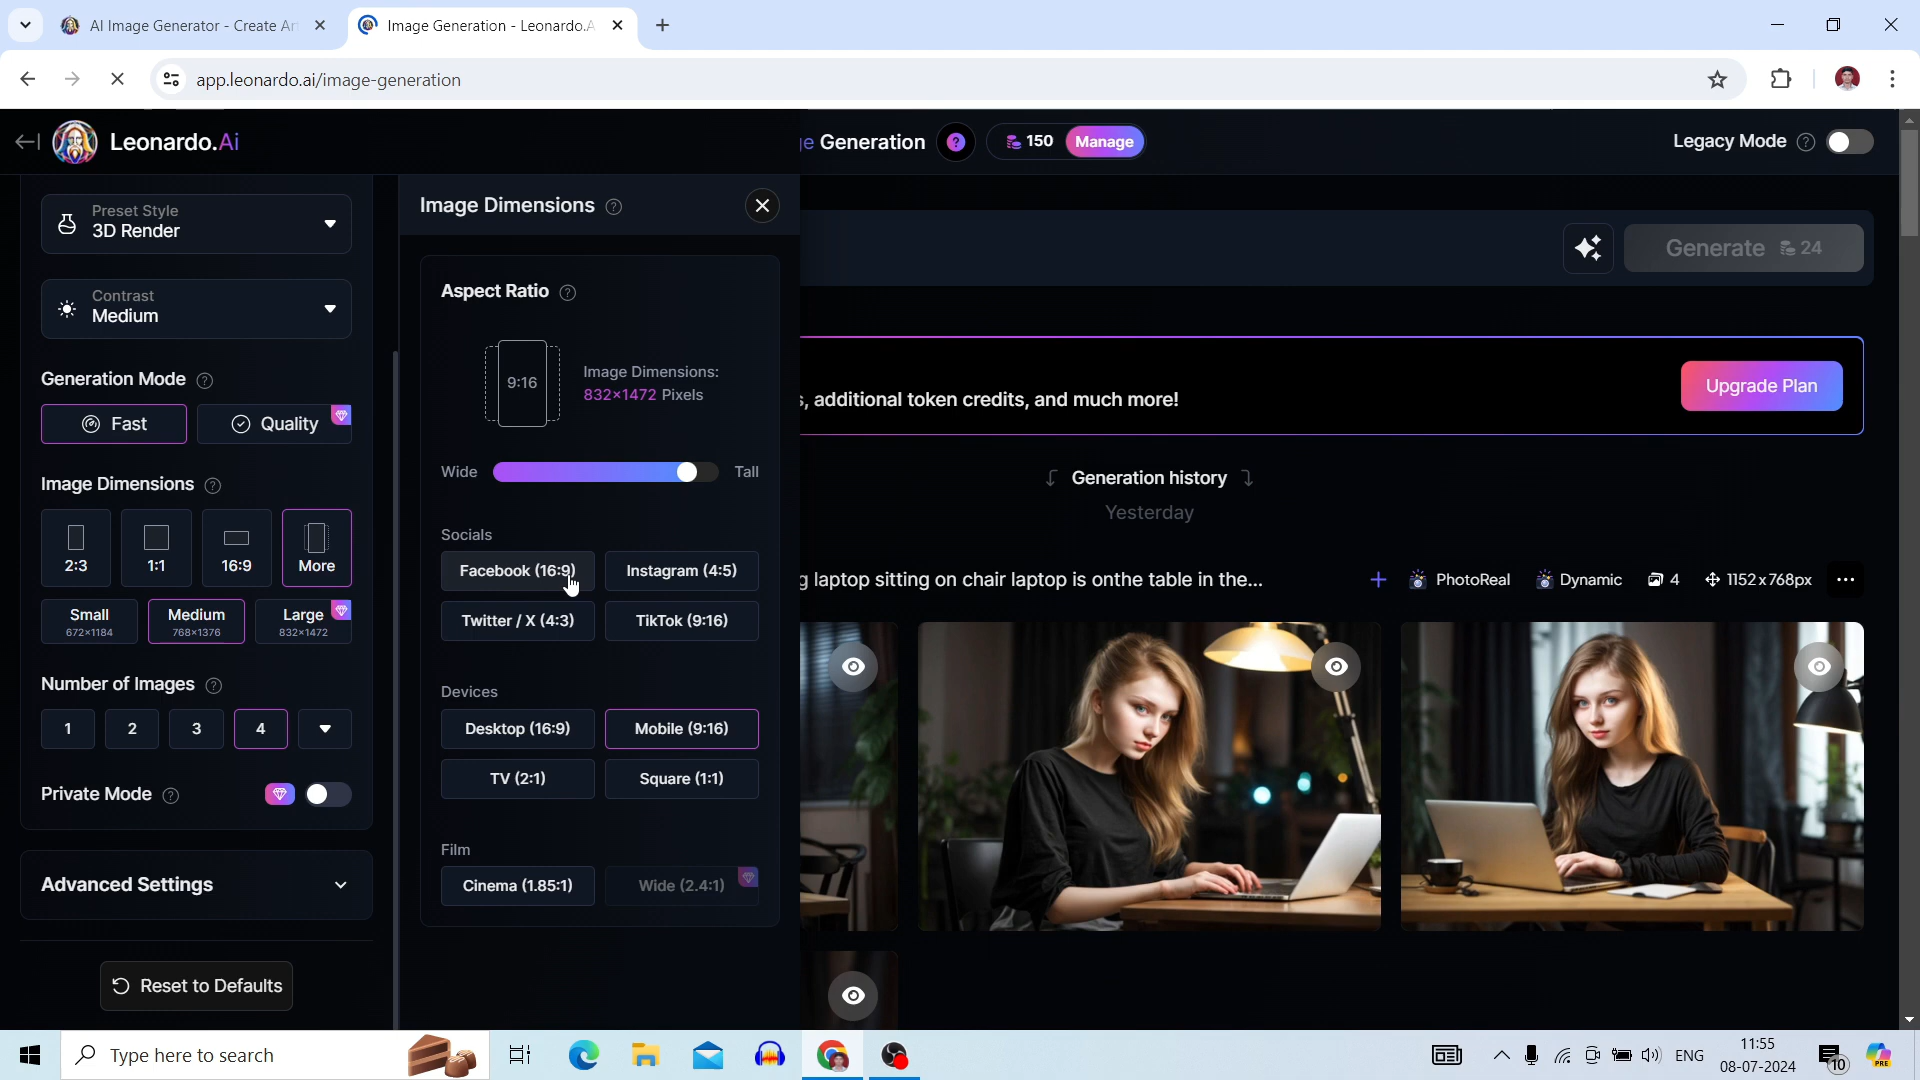 AI Image Generator - Create Ar
Image Generation - Leonardo.A
app.leonardo.ai/image-generation
Leonardo.Ai
Generation
150
Manage
Legacy Mode
Preset Style
3D Render
Contrast
Medium
Generation Mode
Fast
Quality
Image Dimensions
2:3
1:1
16:9
More
Small
672×1184
Medium
768×1376
Large
832×1472
Number of Images
1
2
3
4
Private Mode
Advanced Settings
Reset to Defaults
Image Dimensions
Aspect Ratio
9:16
Image Dimensions:
832×1472 Pixels
Wide
Tall
Socials
Facebook (16:9)
Instagram (4:5)
Twitter / X (4:3)
TikTok (9:16)
Devices
Desktop (16:9)
Mobile (9:16)
TV (2:1)
Square (1:1)
Film
Cinema (1.85:1)
Wide (2.4:1)
Generate 24
s, additional token credits, and much more!
Upgrade Plan
Generation history
Yesterday
g laptop sitting on chair laptop is onthe table in the...
PhotoReal
Dynamic
4
1152 x 768px
Type here to search
ENG
11:55
08-07-2024
10
PRE